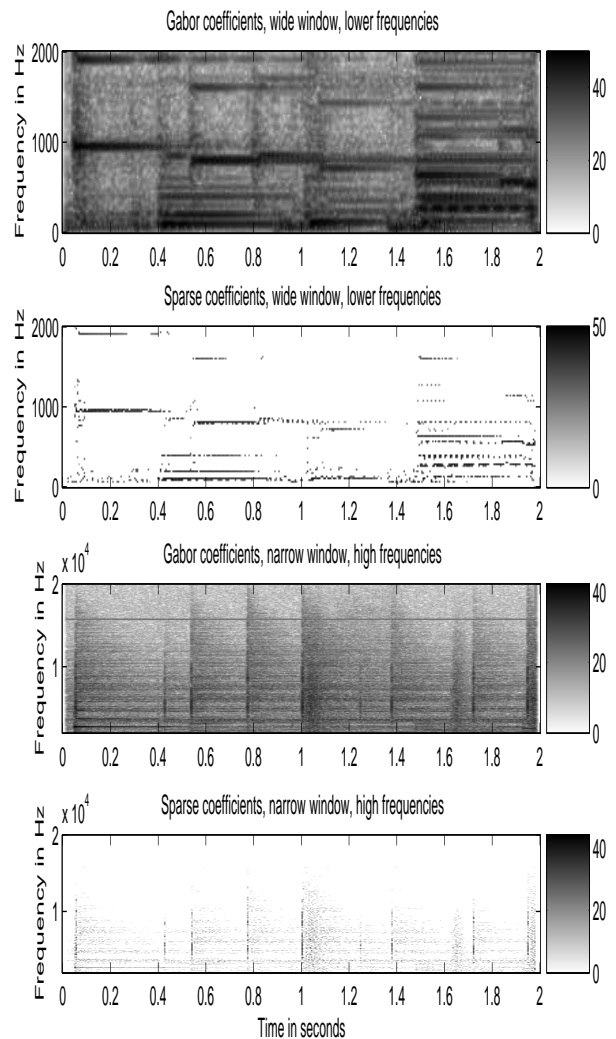 Gabor coefficients, wide window, lower frequencies
Frequency in Hz
2000
1000
0
0 0.2 0.4 0.6 0.8 1 1.2 1.4 1.6 1.8 2
40
20
0
Sparse coefficients, wide window, lower frequencies
Frequency in Hz
2000
1000
0
0 0.2 0.4 0.6 0.8 1 1.2 1.4 1.6 1.8 2
50
0
Gabor coefficients, narrow window, high frequencies
x 10^4
Frequency in Hz
2
1
0 0.2 0.4 0.6 0.8 1 1.2 1.4 1.6 1.8 2
40
20
0
Sparse coefficients, narrow window, high frequencies
x 10^4
Frequency in Hz
2
1
0 0.2 0.4 0.6 0.8 1 1.2 1.4 1.6 1.8 2
40
20
0
Time in seconds